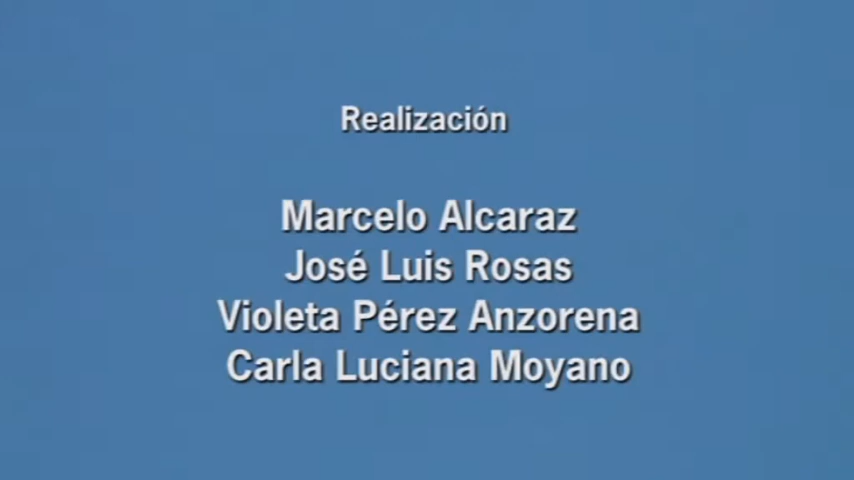 Realización
Marcelo Alcaraz
José Luis Rosas
Violeta Pérez Anzorena
Carla Luciana Moyano